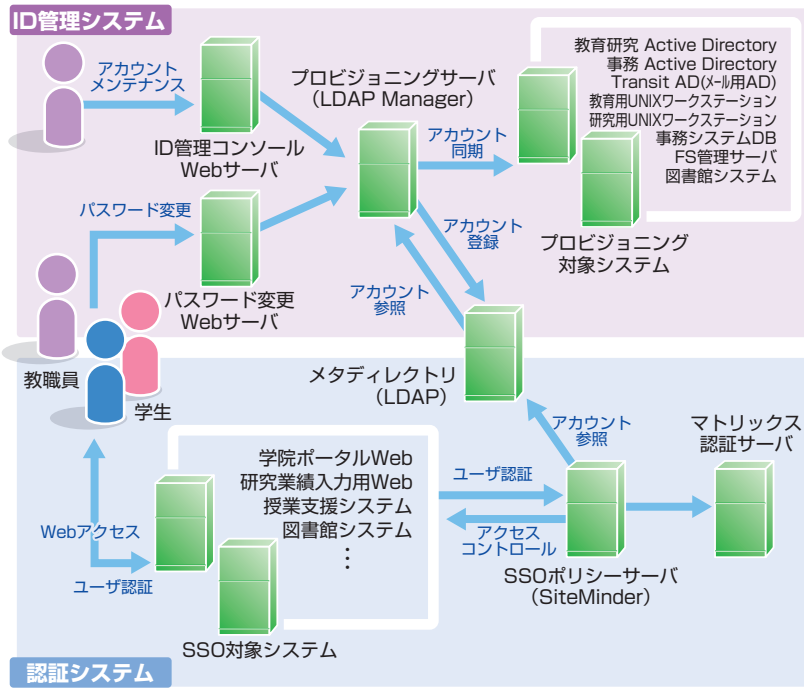 ID管理システム
アカウント
メンテナンス
ID管理コンソール
Webサーバ
プロビジョニングサーバ
(LDAP Manager)
アカウント
同期
教育研究 Active Directory
事務 Active Directory
Transit AD(メール用AD)
教育用UNIXワークステーション
研究用UNIXワークステーション
事務システムDB
FS管理サーバ
図書館システム
プロビジョニング
対象システム
パスワード変更
パスワード変更
Webサーバ
アカウント
登録
アカウント
参照
教職員
学生
メタディレクトリ
(LDAP)
アカウント
参照
マトリックス
認証サーバ
学院ポータルWeb
研究業績入力用Web
授業支援システム
図書館システム
⋮
ユーザ認証
アクセス
コントロール
Webアクセス
ユーザ認証
SSOポリシーサーバ
(SiteMinder)
SSO対象システム
認証システム